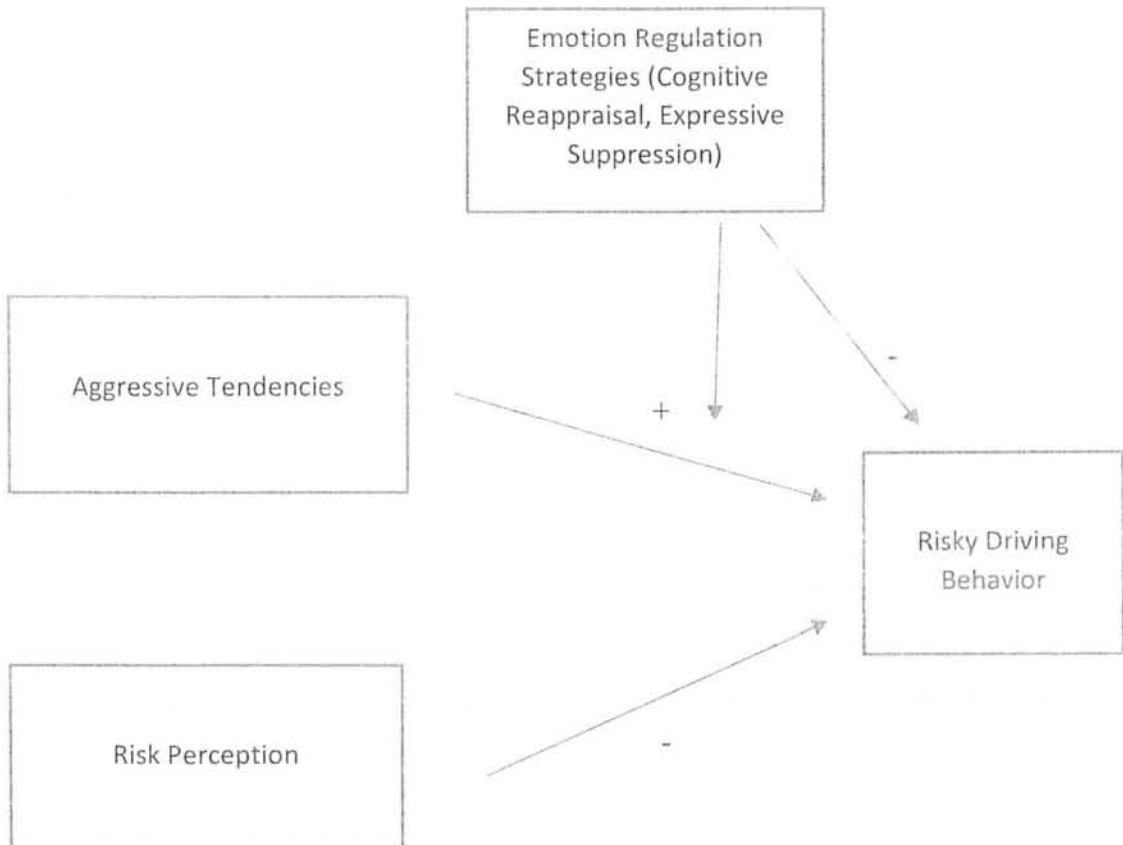 Emotion Regulation
Strategies (Cognitive
Reappraisal, Expressive
Suppression)
-
Aggressive Tendencies
+
Risky Driving
Behavior
Risk Perception
-